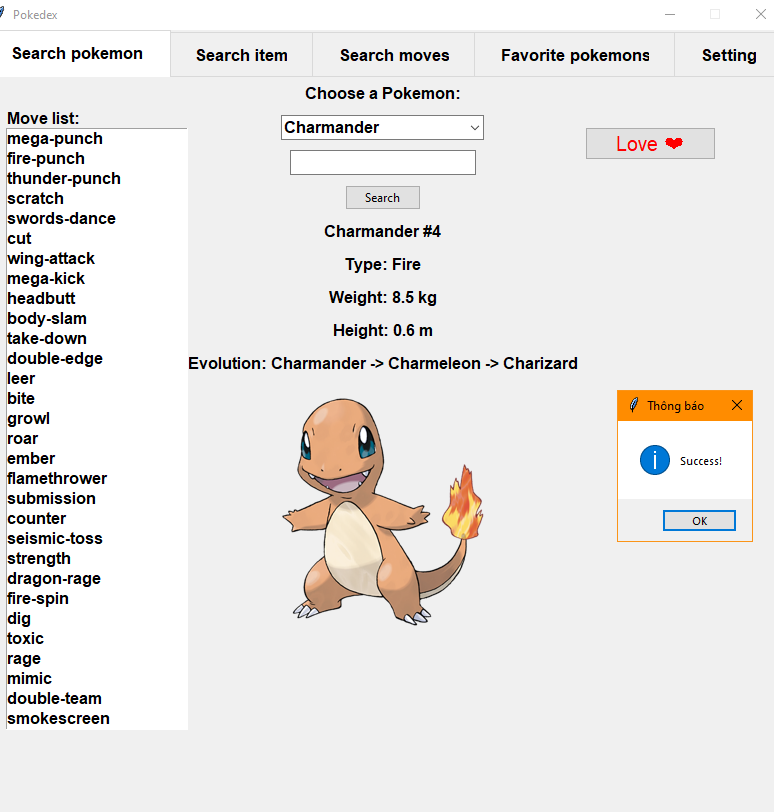 Pokedex
Search pokemon
Search item
Search moves
Favorite pokemons
Setting
Choose a Pokemon:
Move list:
mega-punch
fire-punch
thunder-punch
scratch
swords-dance
cut
wing-attack
mega-kick
headbutt
body-slam
take-down
double-edge
leer
bite
growl
roar
ember
flamethrower
submission
counter
seismic-toss
strength
dragon-rage
fire-spin
dig
toxic
rage
mimic
double-team
smokescreen
Charmander
Search
Charmander #4
Type: Fire
Weight: 8.5 kg
Height: 0.6 m
Evolution: Charmander -> Charmeleon -> Charizard
Love ❤
Thông báo
Success!
OK